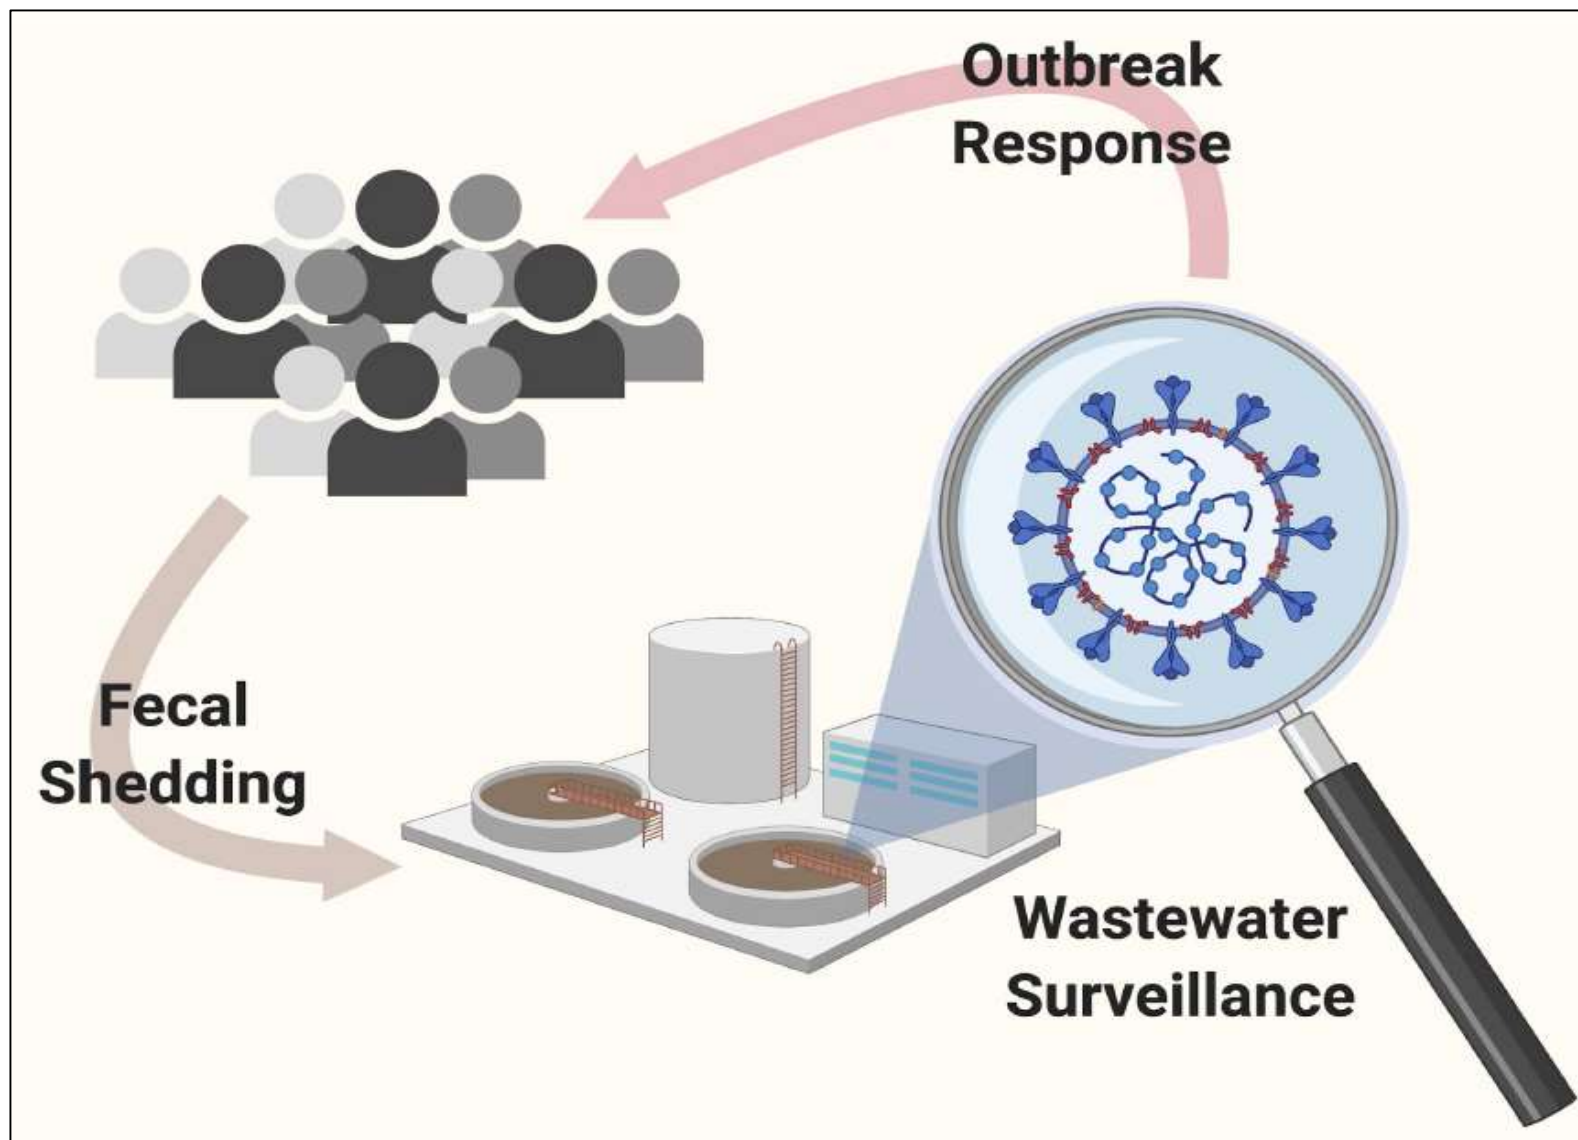 Outbreak
Response
Fecal
Shedding
Wastewater
Surveillance